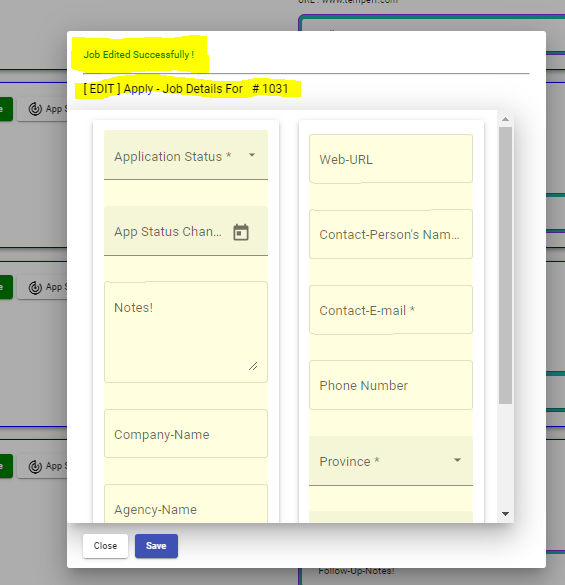 URL : www.temperi.com
Job Edited Successfully !
[ EDIT ] Apply - Job Details For # 1031
Application Status *
Web-URL
App Status Chan...
Contact-Person's Nam...
Notes!
Contact-E-mail *
Phone Number
Company-Name
Province *
Agency-Name
e
App S
e
App S
e
App S
Close
Save
Follow-Up-Notes!